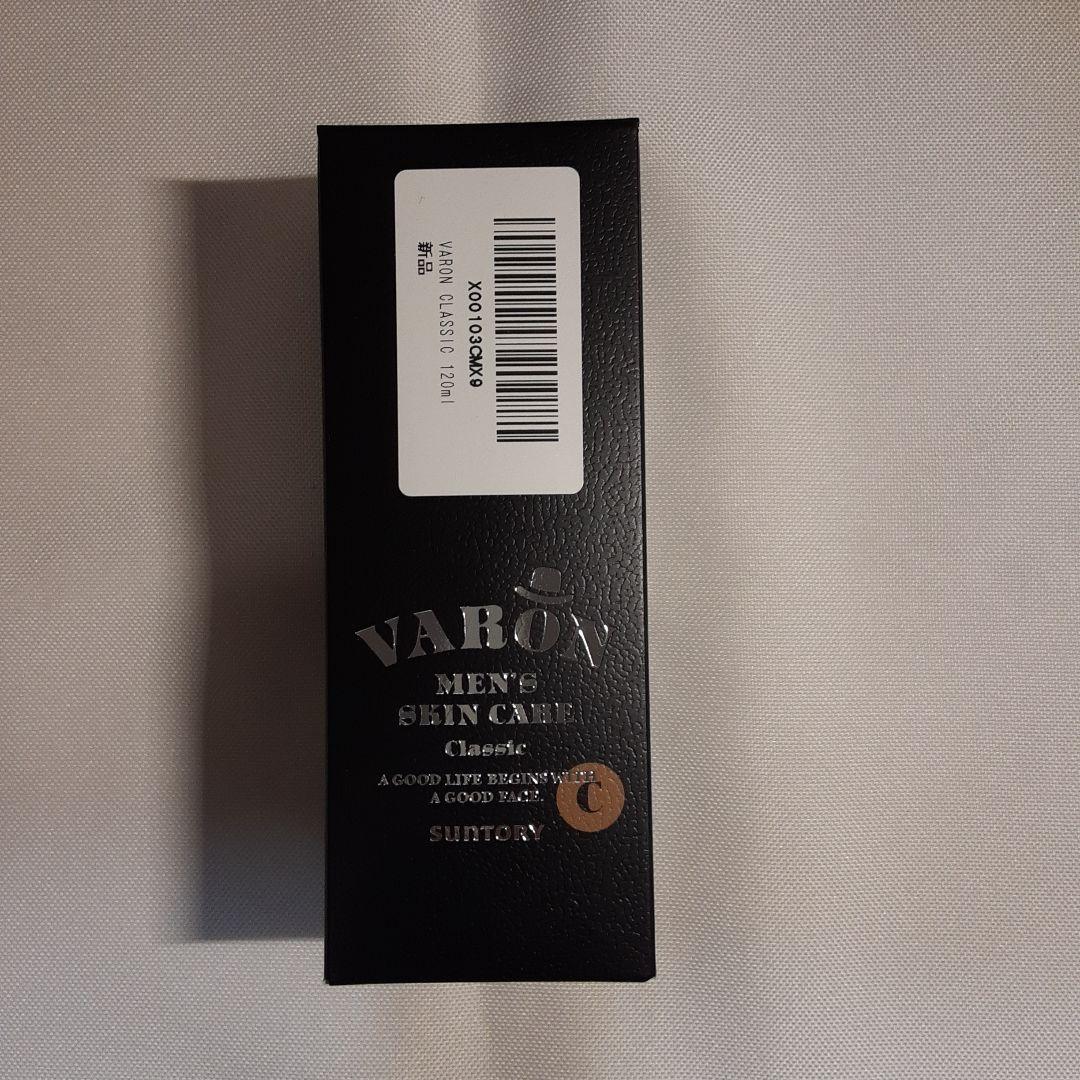 X00103CMX9
VARON CLASSIC 120ml
新品
VARON
MEN'S
SKIN CARE
Classic
A GOOD LIFE BEGINS WITH
A GOOD FACE.
C
SUNTORY